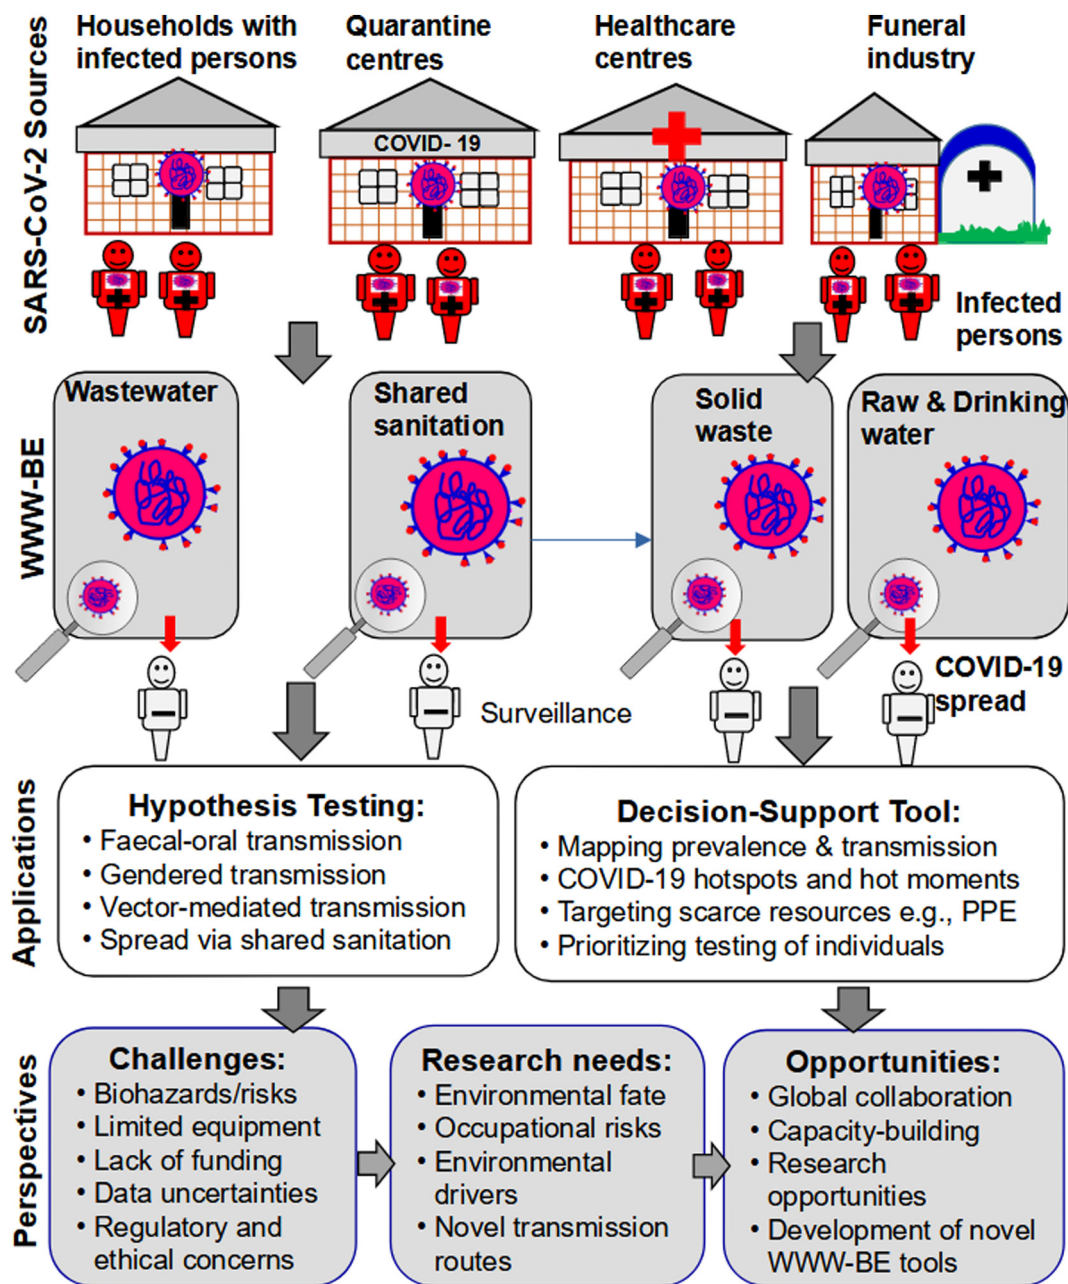 SARS-CoV-2 Sources
Households with
infected persons
Quarantine
centres
Healthcare
centres
Funeral
industry
COVID- 19
Infected
persons
WWW-BE
Wastewater
Shared
sanitation
Solid
waste
Raw & Drinking
water
Surveillance
COVID-19
spread
Applications
Hypothesis Testing:
• Faecal-oral transmission
• Gendered transmission
• Vector-mediated transmission
• Spread via shared sanitation
Decision-Support Tool:
• Mapping prevalence & transmission
• COVID-19 hotspots and hot moments
• Targeting scarce resources e.g., PPE
• Prioritizing testing of individuals
Perspectives
Challenges:
• Biohazards/risks
• Limited equipment
• Lack of funding
• Data uncertainties
• Regulatory and
ethical concerns
Research needs:
• Environmental fate
• Occupational risks
• Environmental
drivers
• Novel transmission
routes
Opportunities:
• Global collaboration
• Capacity-building
• Research
opportunities
• Development of novel
WWW-BE tools